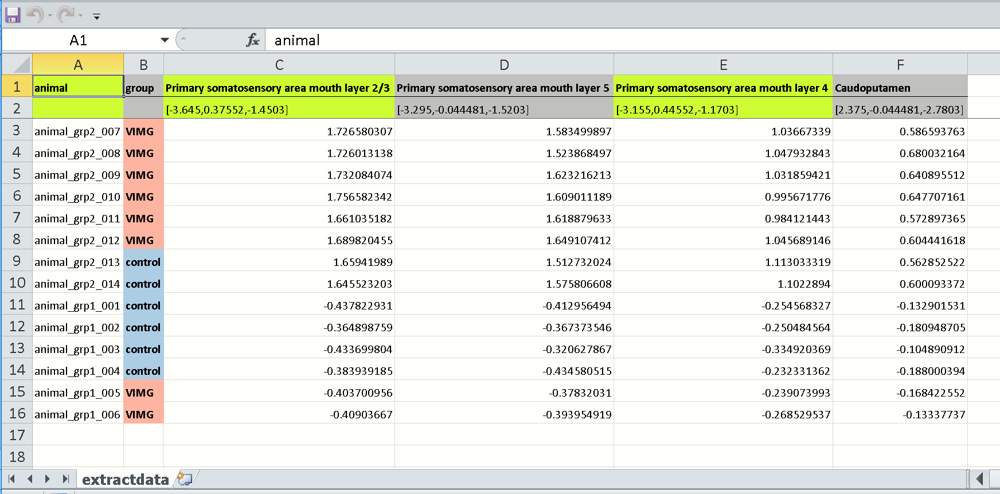 A1 fx animal
A B C D E F
1 animal group Primary somatosensory area mouth layer 2/3 Primary somatosensory area mouth layer 5 Primary somatosensory area mouth layer 4 Caudoputamen
2 [-3.645,0.37552,-1.4503] [-3.295,-0.044481,-1.5203] [-3.155,0.44552,-1.1703] [2.375,-0.044481,-2.7803]
3 animal_grp2_007 VIMG 1.726580307 1.583499897 1.03667339 0.586593763
4 animal_grp2_008 VIMG 1.726013138 1.523868497 1.047932843 0.680032164
5 animal_grp2_009 VIMG 1.732084074 1.623216213 1.031859421 0.640895512
6 animal_grp2_010 VIMG 1.756582342 1.609011189 0.995671776 0.647707161
7 animal_grp2_011 VIMG 1.661035182 1.618879633 0.984121443 0.572897365
8 animal_grp2_012 VIMG 1.689820455 1.649107412 1.045689146 0.604441618
9 animal_grp2_013 control 1.65941989 1.512732024 1.113033319 0.562852522
10 animal_grp2_014 control 1.645523203 1.575806608 1.1022894 0.600093372
11 animal_grp1_001 control -0.437822931 -0.412956494 -0.254568327 -0.132901531
12 animal_grp1_002 control -0.364898759 -0.367373546 -0.250484564 -0.180948705
13 animal_grp1_003 control -0.433699804 -0.320627867 -0.334920369 -0.104890912
14 animal_grp1_004 control -0.383939185 -0.434580515 -0.232331362 -0.188000394
15 animal_grp1_005 VIMG -0.403700956 -0.37832031 -0.239073993 -0.168422552
16 animal_grp1_006 VIMG -0.40903667 -0.393954919 -0.268529537 -0.13337737
17
18
extractdata